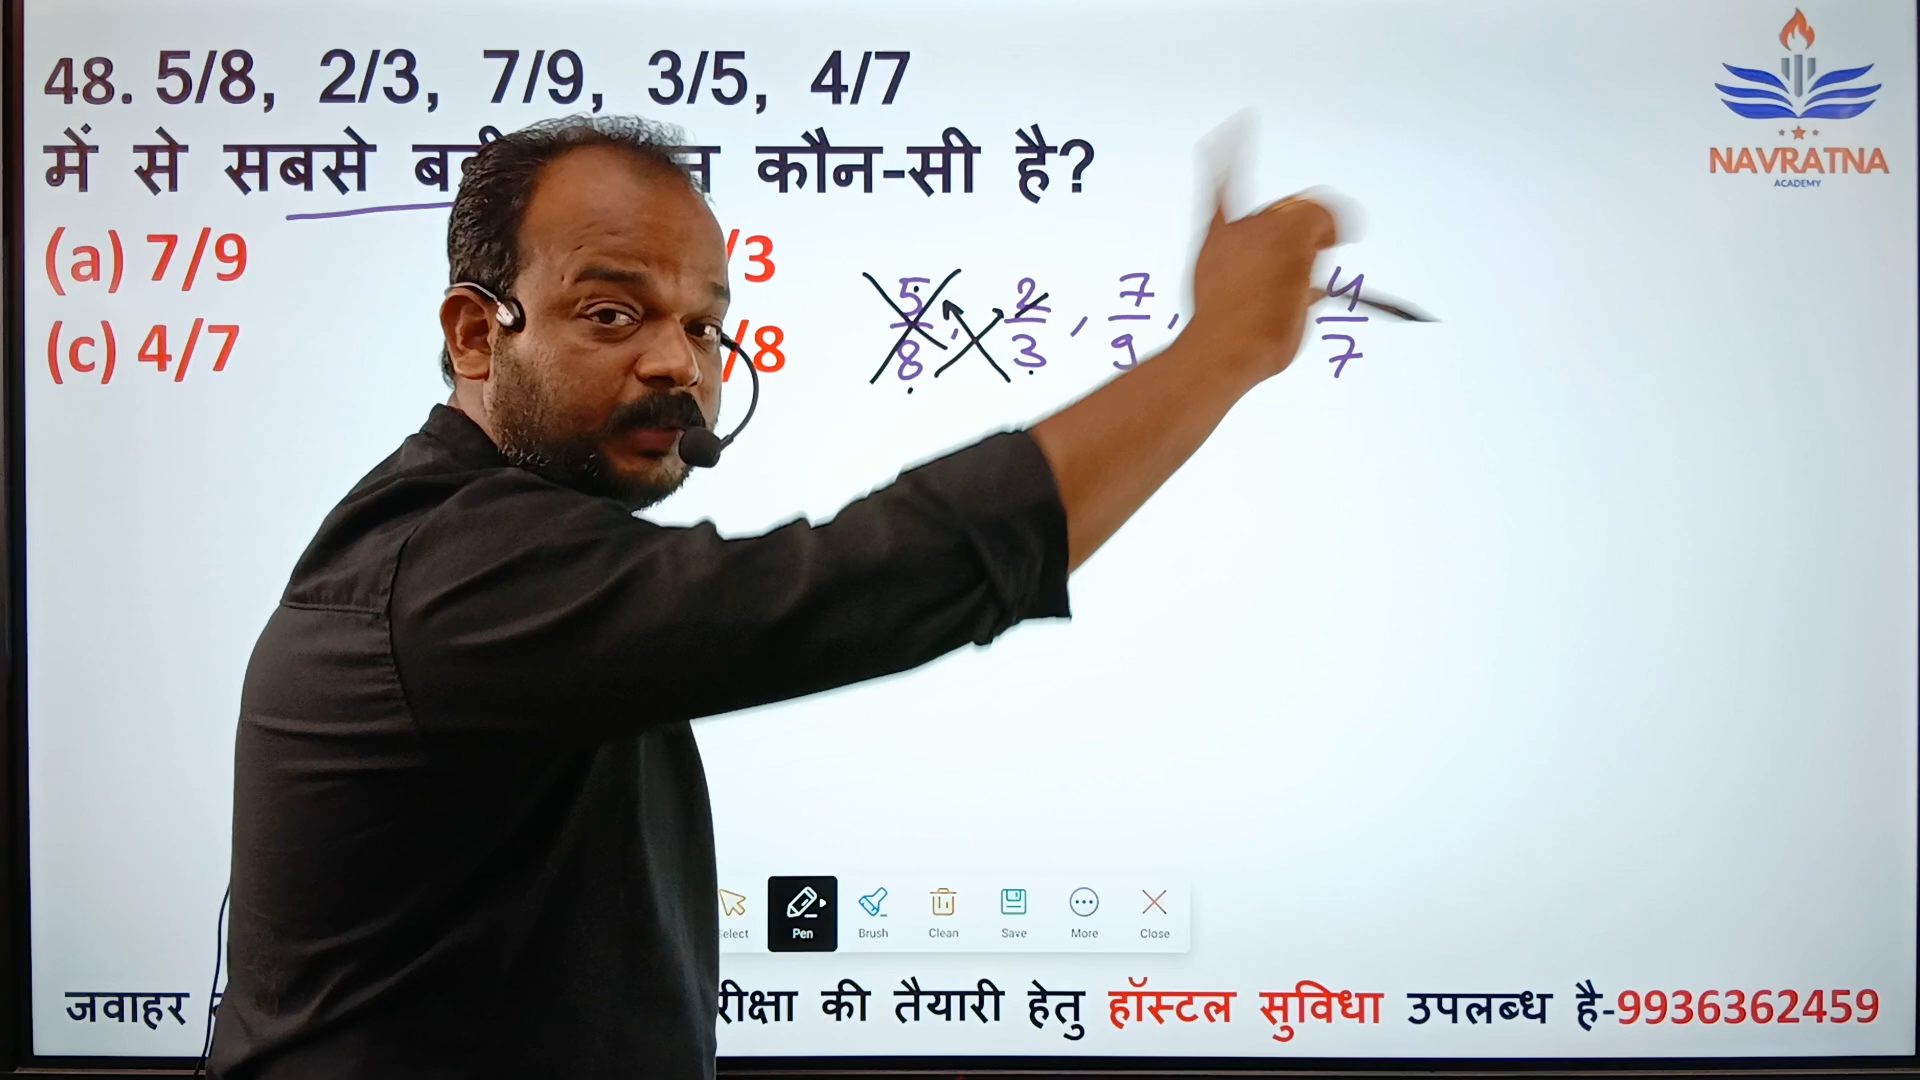 48. 5/8, 2/3, 7/9, 3/5, 4/7
में से सबसे कौन-सी है?
(a) 7/9 /3
(c) 4/7 /8
5/8, 2/3, 7/9, 4/7
NAVRATNA
ACADEMY
Pen Brush Clean Save More Close
जवाहर की तैयारी हेतु हॉस्टल सुविधा उपलब्ध है-9936362459